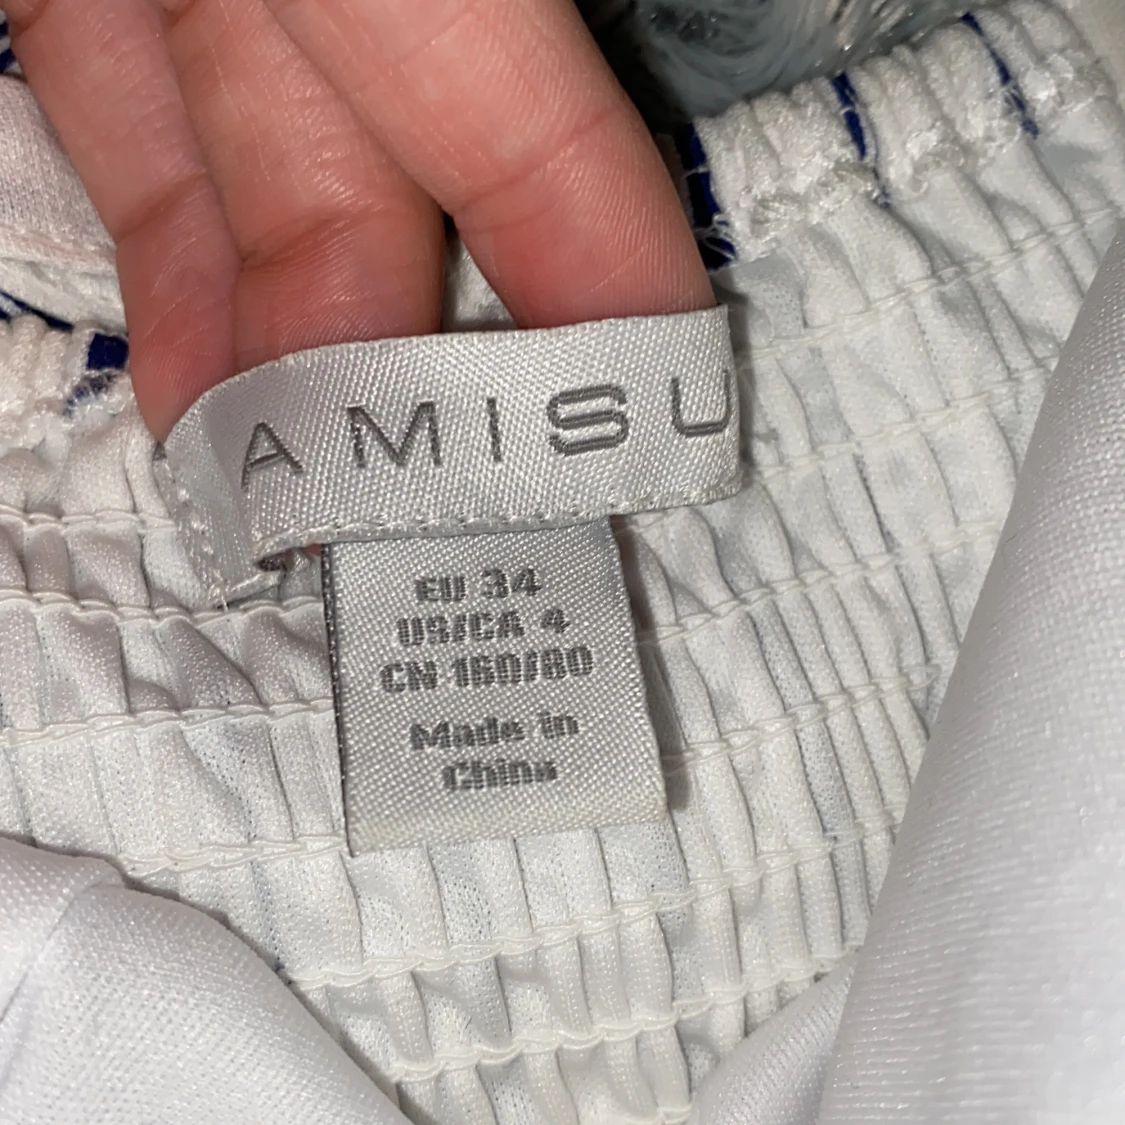 AMISU
EU 34
US/CA 4
CN 160/80
Made in
China